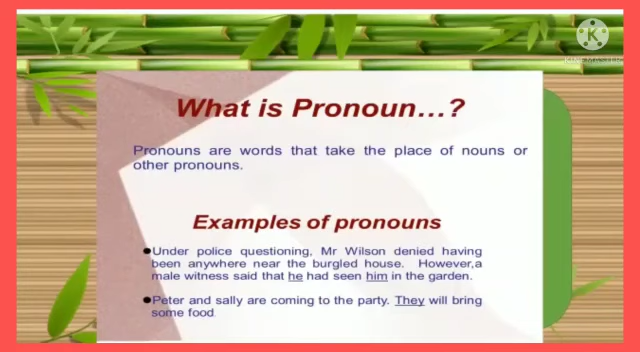 K
KINEMASTER
What is Pronoun...?
Pronouns are words that take the place of nouns or
other pronouns.
Examples of pronouns
●Under police questioning, Mr Wilson denied having
been anywhere near the burgled house. However,a
male witness said that he had seen him in the garden.
●Peter and sally are coming to the party. They will bring
some food.